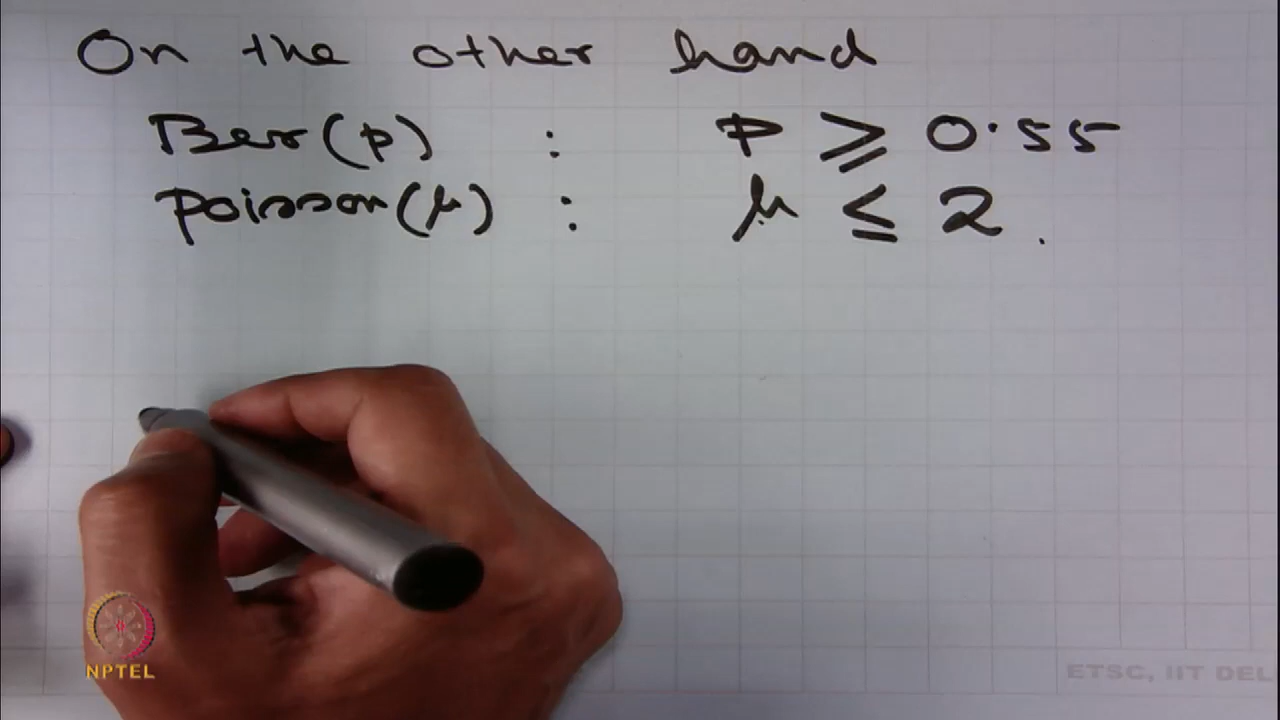 On the other hand
Ber(p) : p ⩾ 0.55
Poisson(μ) : μ ≤ 2.
NPTEL
ETSC, IIT DEL